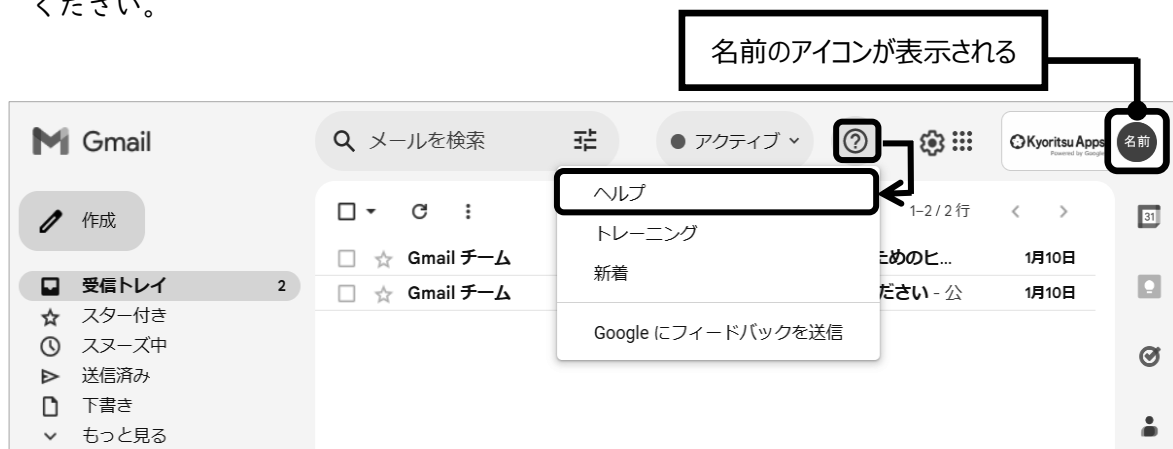 ください。
名前のアイコンが表示される
Gmail
メールを検索
アクティブ
Kyoritsu Apps
Powered by Google
名前
作成
ヘルプ
トレーニング
新着
Google にフィードバックを送信
1–2 / 2 行
31
Gmail チーム
ためのヒ...
1月10日
Gmail チーム
ださい - 公
1月10日
受信トレイ 2
スター付き
スヌーズ中
送信済み
下書き
もっと見る